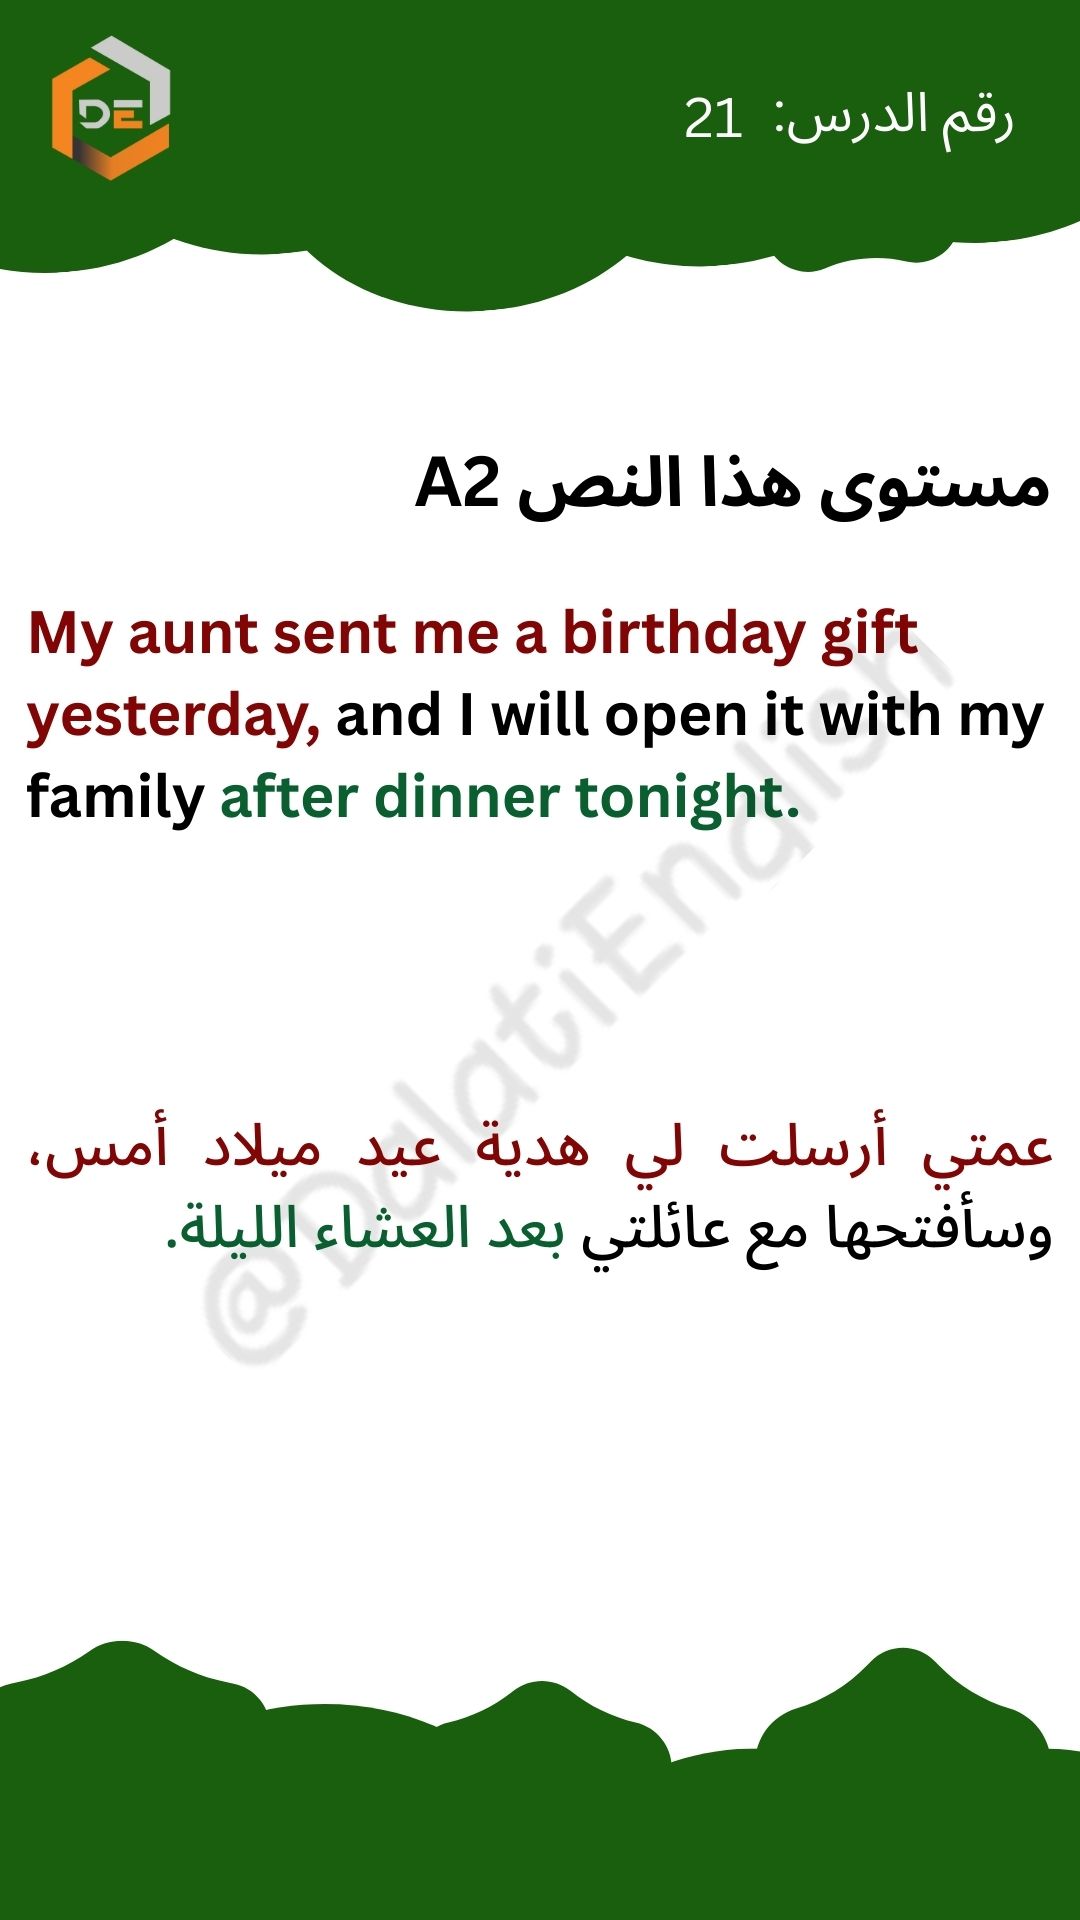 DE
رقم الدرس: 21
مستوى هذا النص A2
My aunt sent me a birthday gift
yesterday, and I will open it with my
family after dinner tonight.
@DalatiEnglish
عمتي أرسلت لي هدية عيد ميلاد أمس،
وسأفتحها مع عائلتي بعد العشاء الليلة.